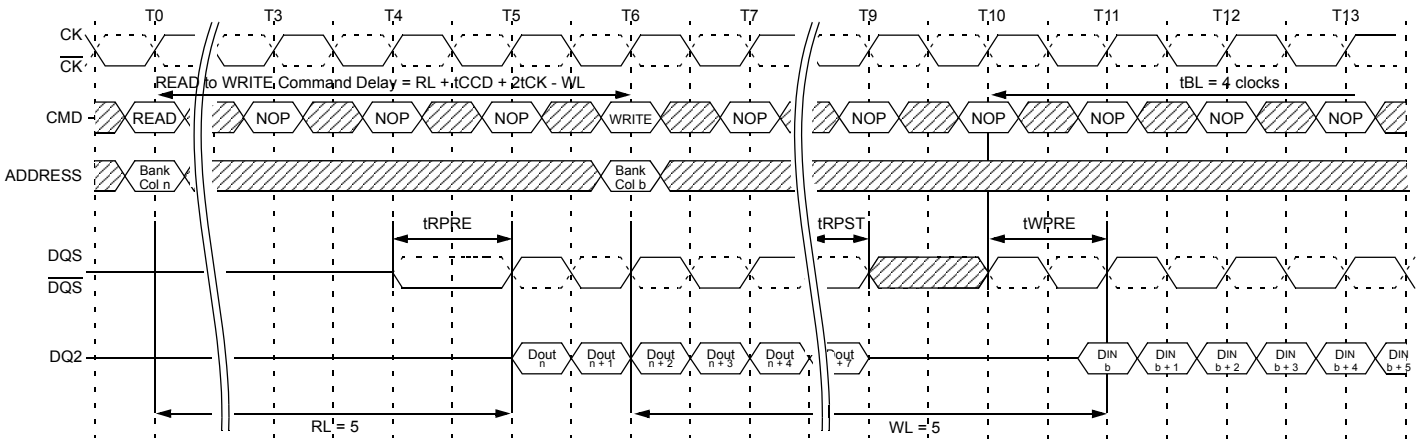 T0 T3 T4 T5 T6 T7 T9 T10 T11 T12 T13
CK
CK
READ to WRITE Command Delay = RL + tCCD + 2tCK - WL
tBL = 4 clocks
CMD READ NOP NOP NOP WRITE NOP NOP NOP NOP NOP NOP
ADDRESS Bank Bank
Col n Col b
tRPRE tRPST tWPRE
DQS
DQS
DQ2 Dout Dout Dout Dout Dout Dout DIN DIN DIN DIN DIN DIN
n n + 1 n + 2 n + 3 n + 4 + 7 b b + 1 b + 2 b + 3 b + 4 b + 5
RL = 5 WL = 5